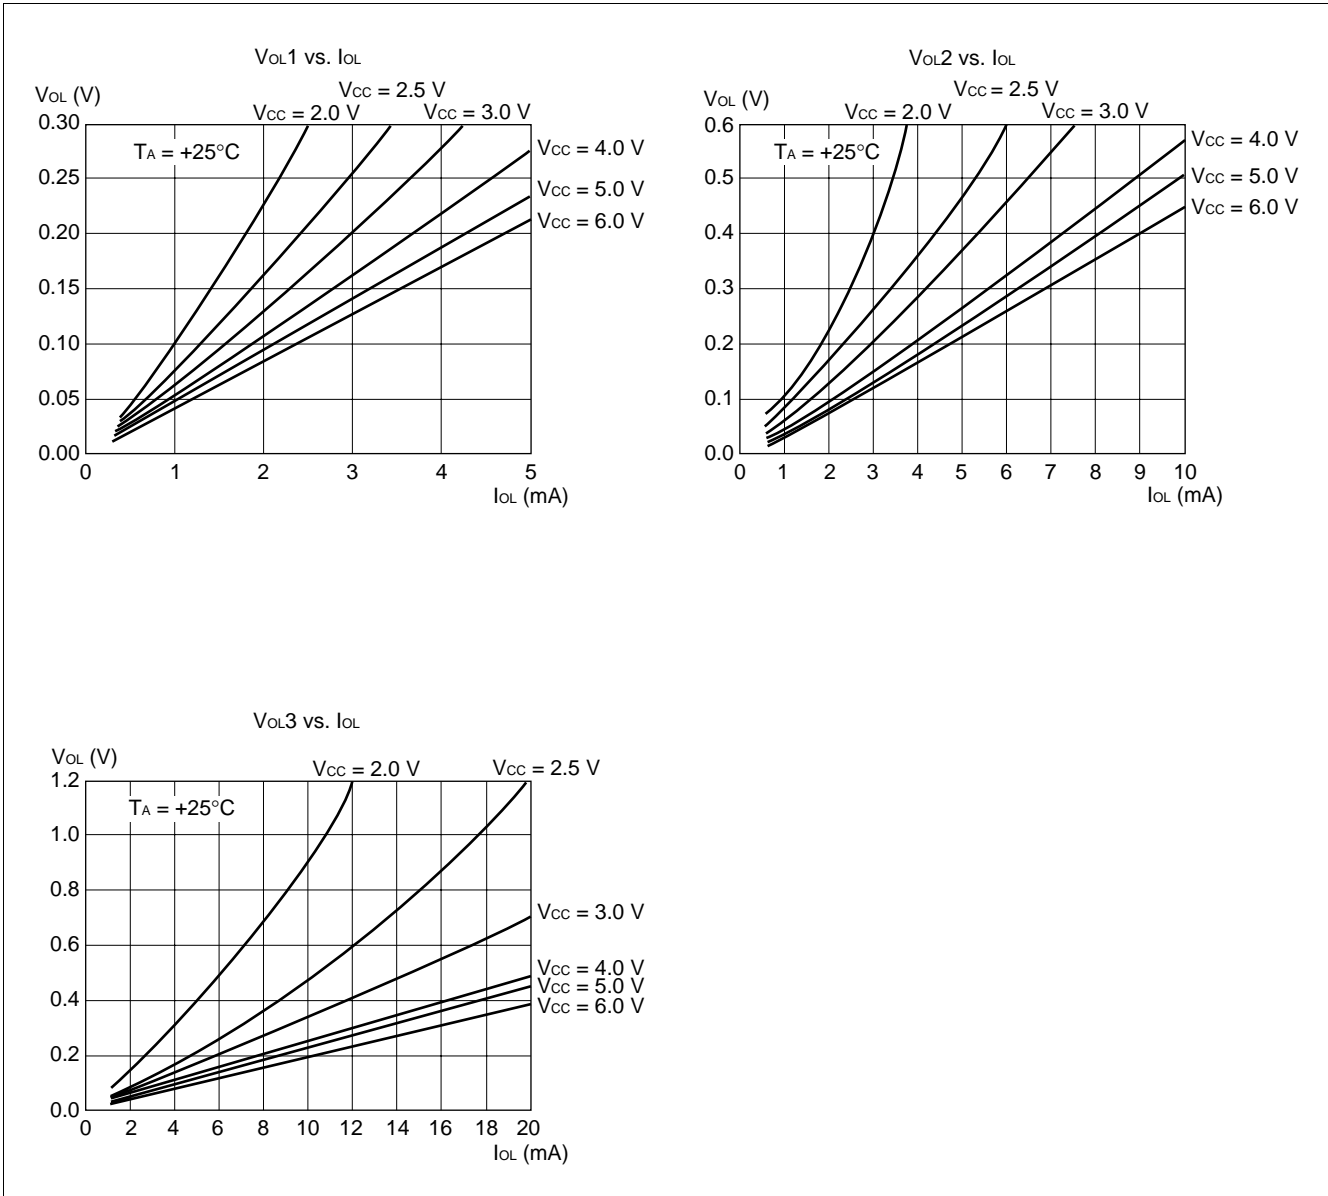 VOL1 vs. IOL
VOL (V)
VCC = 2.5 V
VCC = 2.0 V
VCC = 3.0 V
0.30
TA = +25°C
VCC = 4.0 V
0.25
VCC = 5.0 V
0.20
VCC = 6.0 V
0.15
0.10
0.05
0.00
0 1 2 3 4 5
IOL (mA)
VOL2 vs. IOL
VOL (V)
VCC = 2.5 V
VCC = 2.0 V
VCC = 3.0 V
0.6
TA = +25°C
VCC = 4.0 V
0.5
VCC = 5.0 V
VCC = 6.0 V
0.4
0.3
0.2
0.1
0.0
0 1 2 3 4 5 6 7 8 9 10
IOL (mA)
VOL3 vs. IOL
VOL (V)
VCC = 2.0 V
VCC = 2.5 V
1.2
TA = +25°C
1.0
0.8
VCC = 3.0 V
0.6
VCC = 4.0 V
VCC = 5.0 V
0.4
VCC = 6.0 V
0.2
0.0
0 2 4 6 8 10 12 14 16 18 20
IOL (mA)